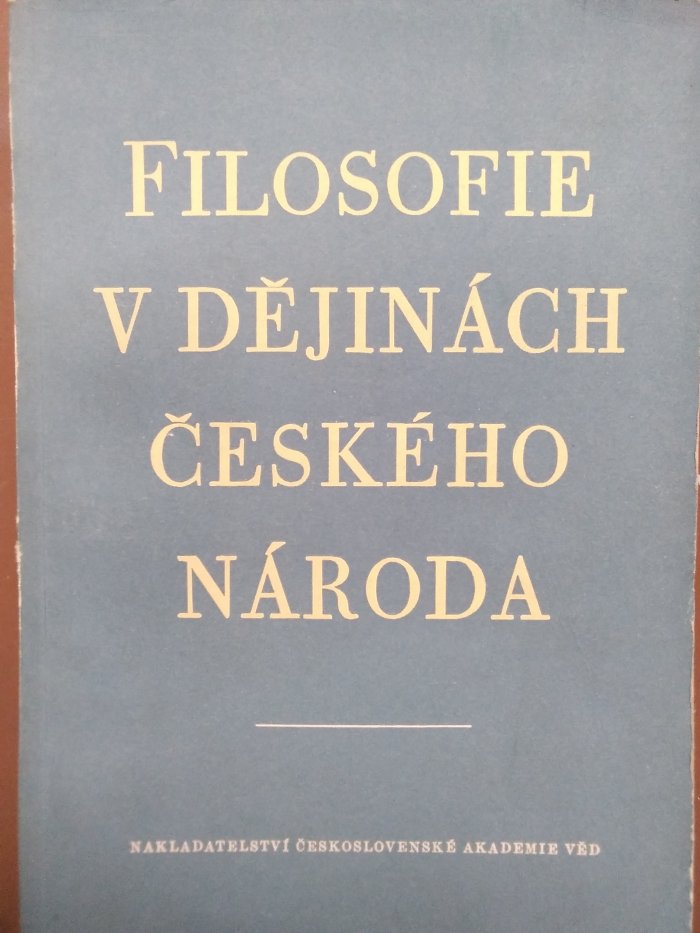 FILOSOFIE
V DĚJINÁCH
ČESKÉHO
NÁRODA
NAKLADATELSTVÍ ČESKOSLOVENSKÉ AKADEMIE VĚD